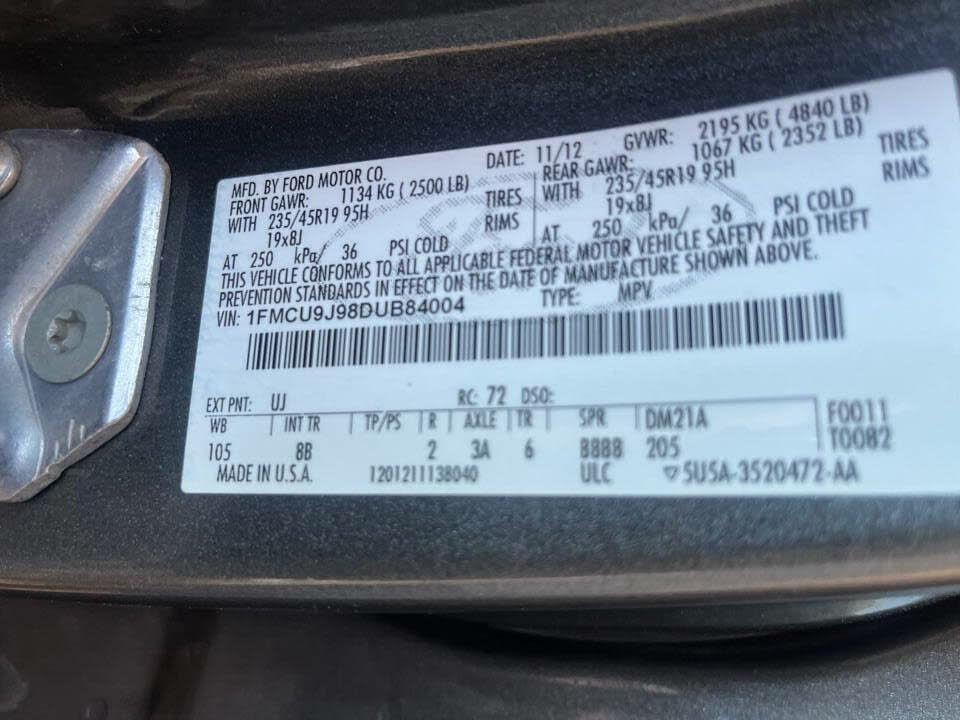 MFD. BY FORD MOTOR CO. DATE: 11/12 GVWR: 2195 KG ( 4840 LB)
FRONT GAWR: 1134 KG ( 2500 LB) REAR GAWR: 1067 KG ( 2352 LB)
WITH 235/45R19 95H TIRES WITH 235/45R19 95H TIRES
19x8J RIMS 19x8J RIMS
AT 250 kPa/ 36 PSI COLD AT 250 kPa/ 36 PSI COLD
THIS VEHICLE CONFORMS TO ALL APPLICABLE FEDERAL MOTOR VEHICLE SAFETY AND THEFT
PREVENTION STANDARDS IN EFFECT ON THE DATE OF MANUFACTURE SHOWN ABOVE.
VIN: 1FMCU9J98DUB84004 TYPE: MPV
EXT PNT: UJ RC: 72 DSO:
WB INT TR TP/PS R AXLE TR SPR DM21A F0011
105 8B 2 3A 6 8888 205 T0082
MADE IN U.S.A. 1201211138040 ULC ▽5U5A-3520472-AA